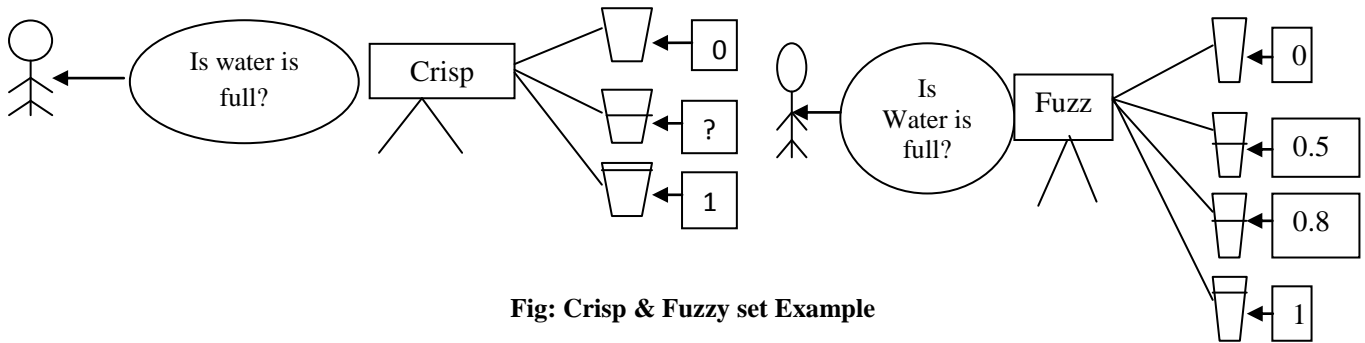 Is water is
full?
Crisp
0
?
1
Is
Water is
full?
Fuzz
0
0.5
0.8
1
Fig: Crisp & Fuzzy set Example